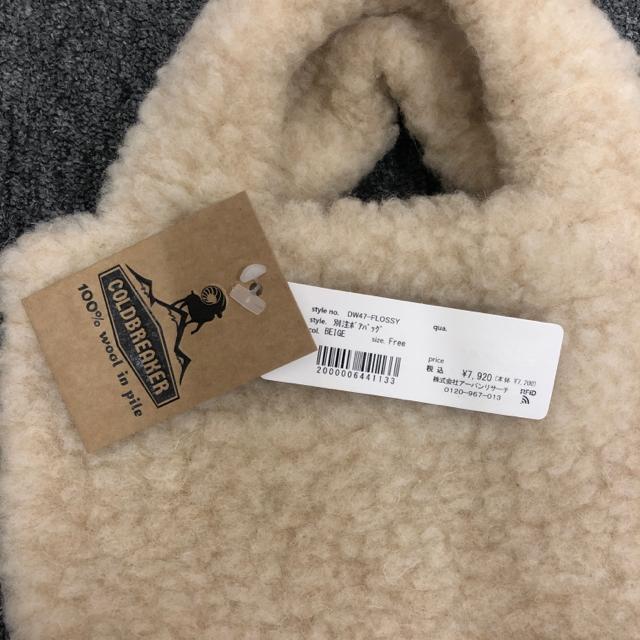 COLDBREAKER
100% wool in pile
style no. DW47-FLOSSY
style. 別注ﾎﾞｱﾊﾞｯｸﾞ
col. BEIGE size. Free
2000006441133
qua.
price
税込 ¥7,920 (本体 ¥7,200)
株式会社アーバンリサーチ
0120-967-013
RFID